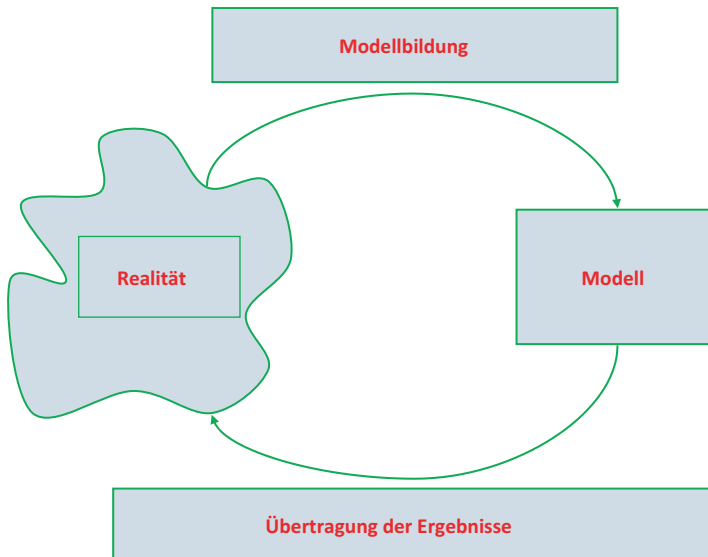 Modellbildung
Realität
Modell
Übertragung der Ergebnisse